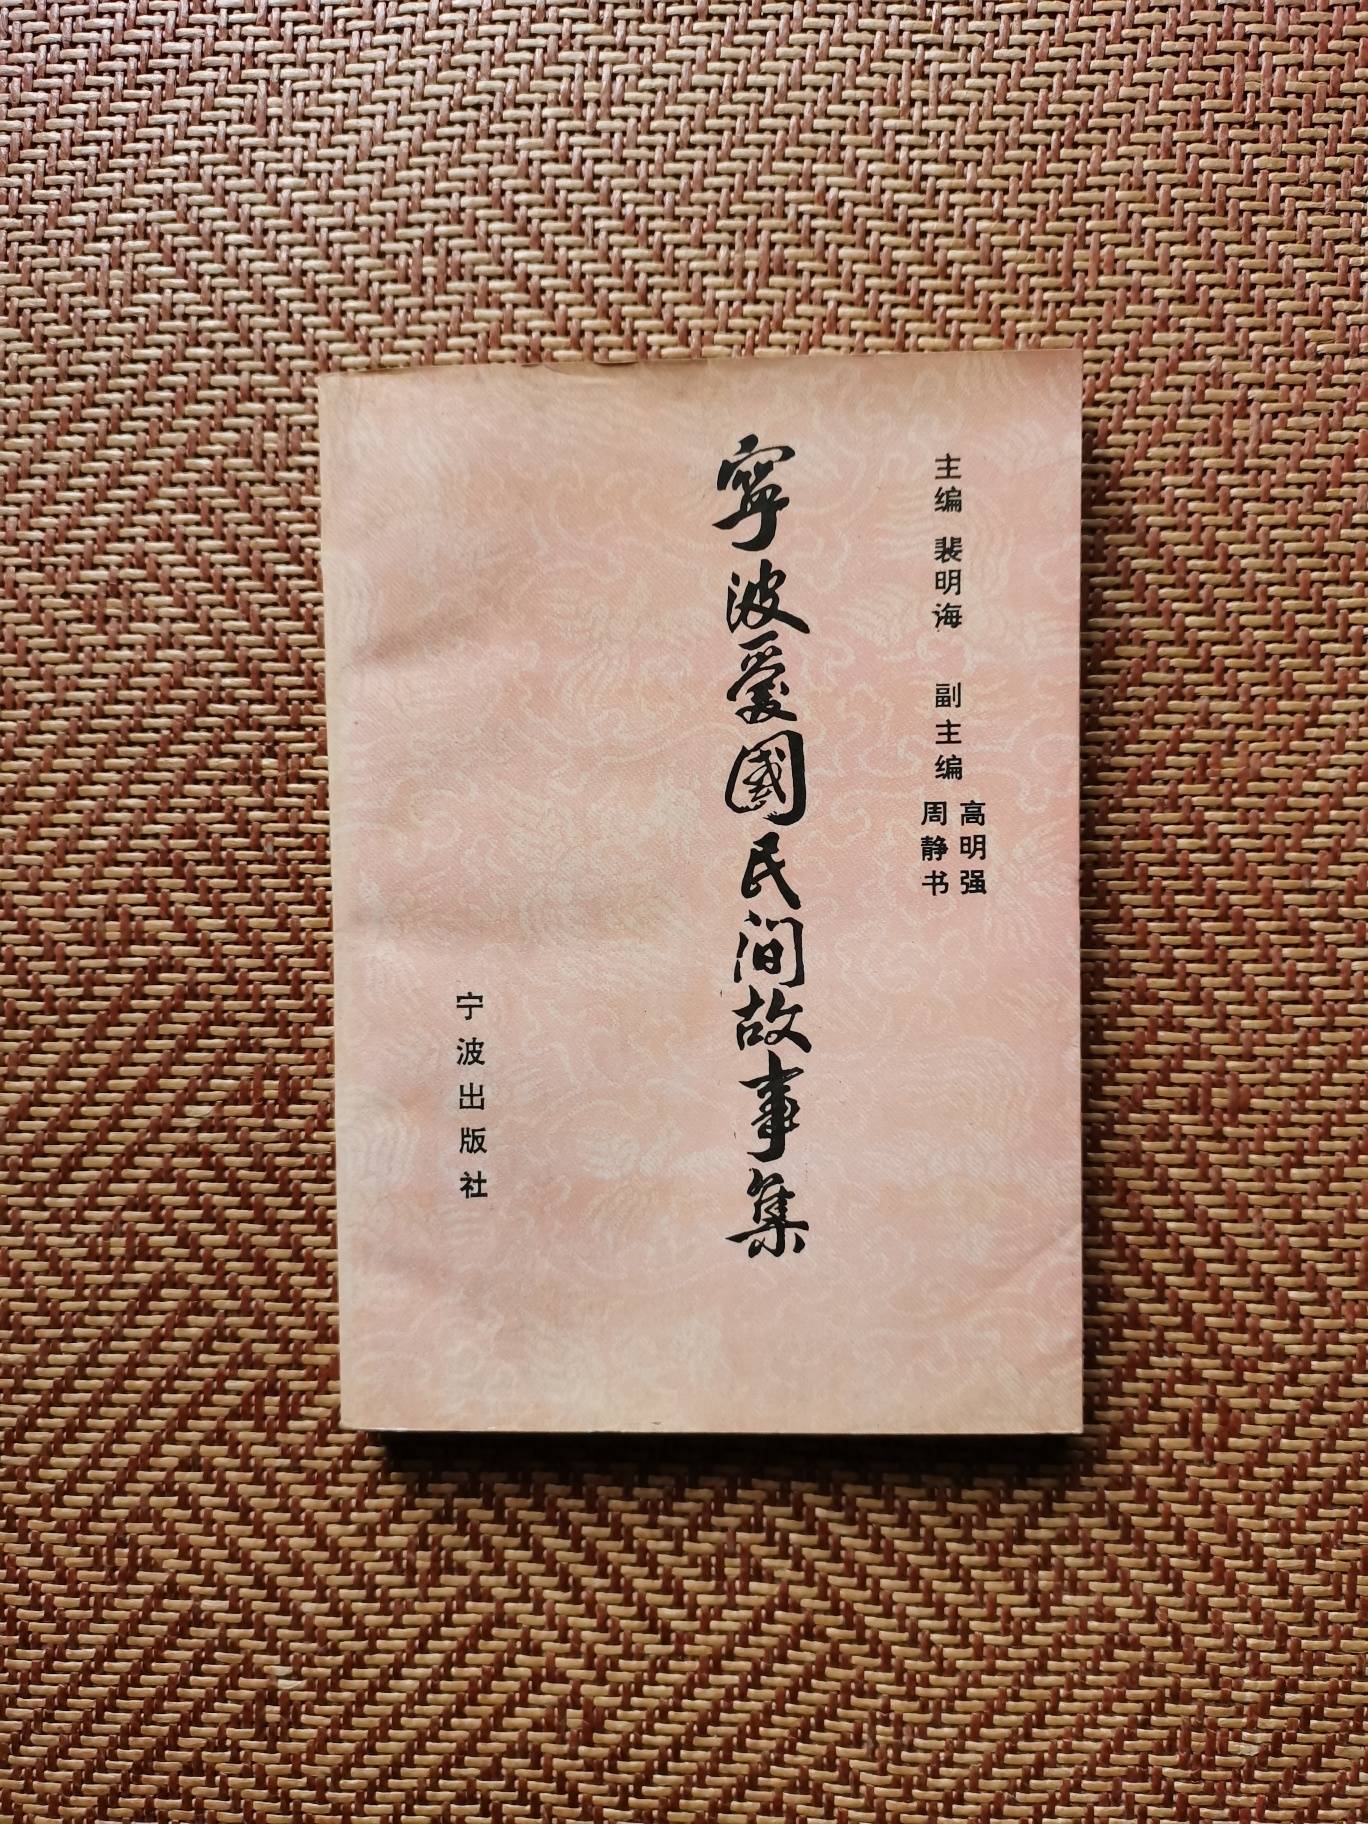 主编 裴明海 副主编
高明强
周静书
寧波爱國民间故事集
宁波出版社